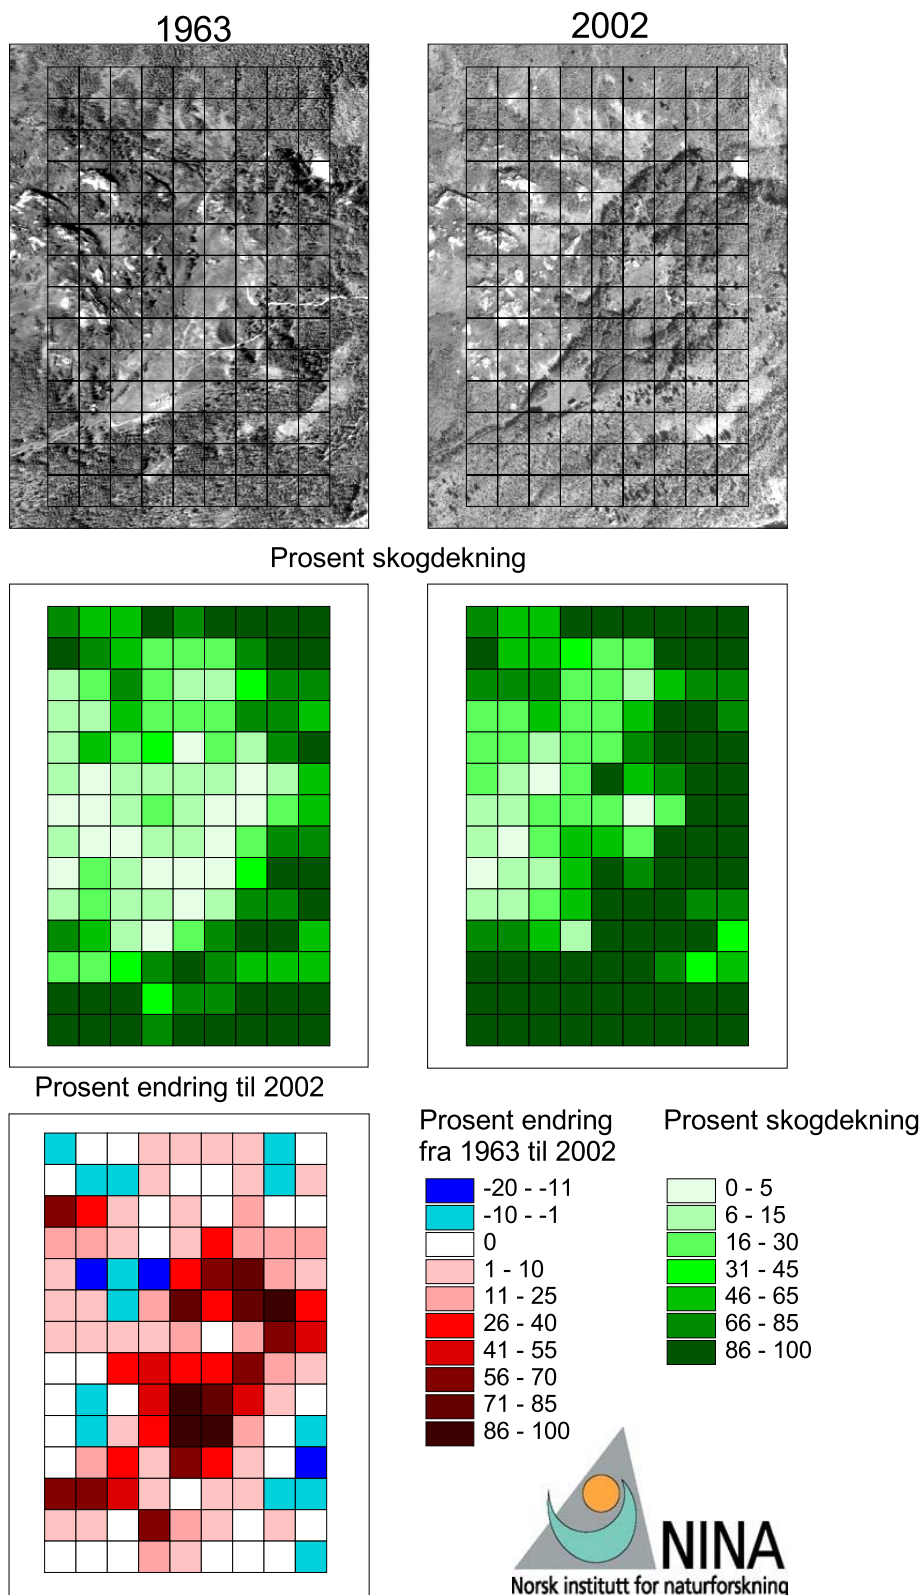 1963
2002
Prosent skogdekning
Prosent endring til 2002
Prosent endring
fra 1963 til 2002
-20 - -11
-10 - -1
0
1 - 10
11 - 25
26 - 40
41 - 55
56 - 70
71 - 85
86 - 100
Prosent skogdekning
0 - 5
6 - 15
16 - 30
31 - 45
46 - 65
66 - 85
86 - 100
NINA
Norsk institutt for naturforskning